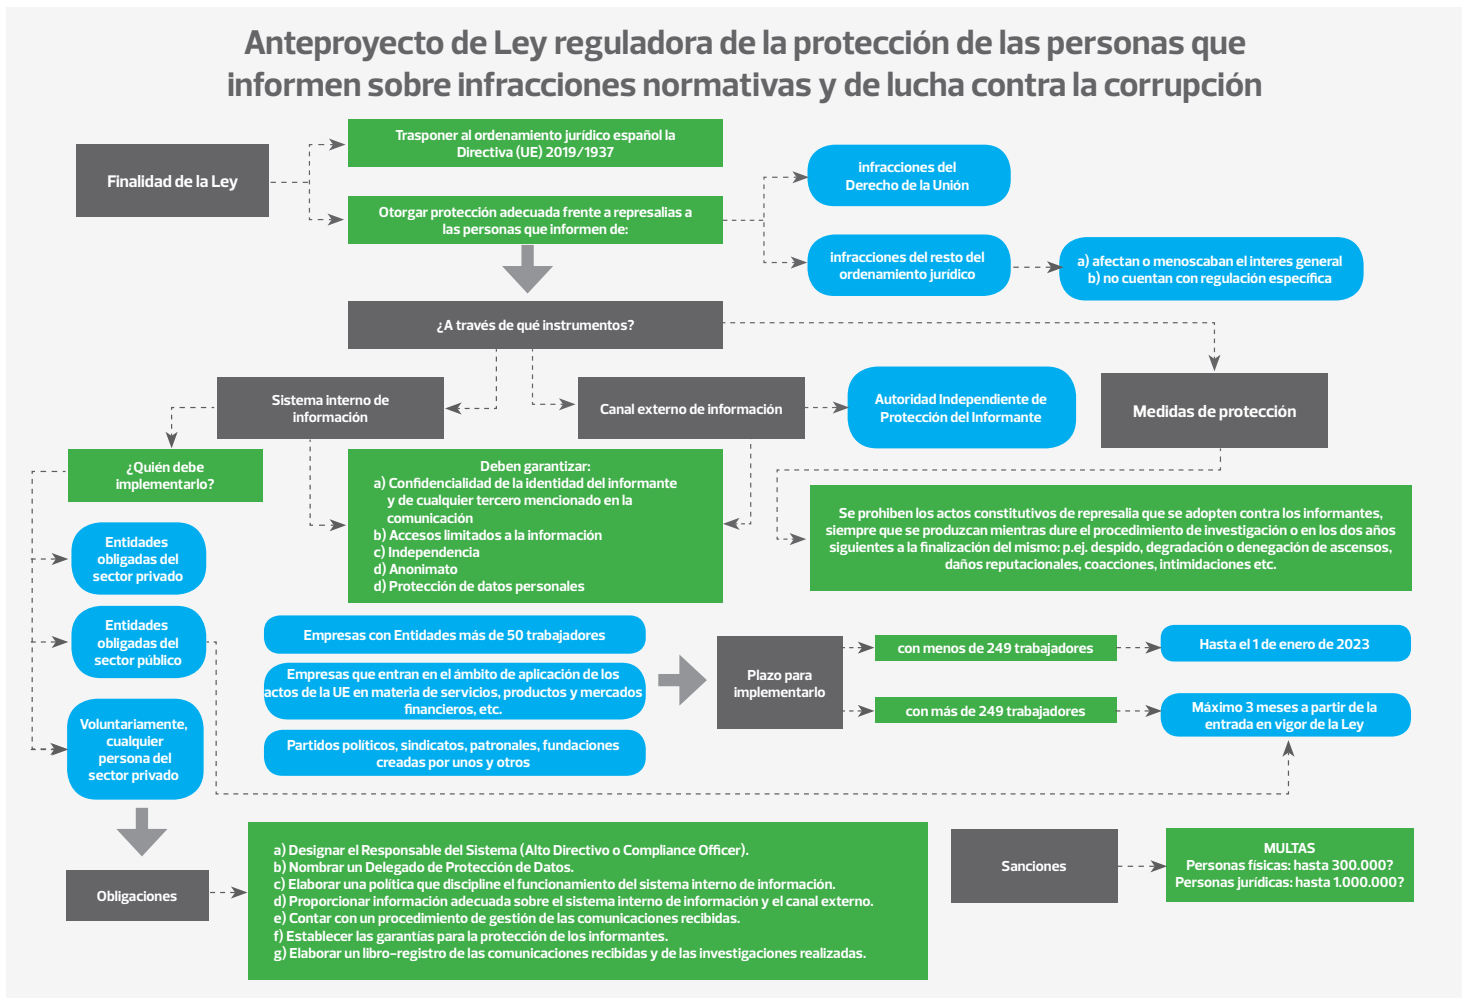 Anteproyecto de Ley reguladora de la protección de las personas que
informen sobre infracciones normativas y de lucha contra la corrupción
Finalidad de la Ley
Trasponer al ordenamiento jurídico español la
Directiva (UE) 2019/1937
Otorgar protección adecuada frente a represalias a
las personas que informen de:
infracciones del
Derecho de la Unión
infracciones del resto del
ordenamiento jurídico
a) afectan o menoscaban el interes general
b) no cuentan con regulación específica
¿A través de qué instrumentos?
Sistema interno de
información
Canal externo de información
Autoridad Independiente de
Protección del Informante
Medidas de protección
¿Quién debe
implementarlo?
Deben garantizar:
a) Confidencialidad de la identidad del informante
y de cualquier tercero mencionado en la
comunicación
b) Accesos limitados a la información
c) Independencia
d) Anonimato
d) Protección de datos personales
Se prohiben los actos constitutivos de represalia que se adopten contra los informantes,
siempre que se produzcan mientras dure el procedimiento de investigación o en los dos años
siguientes a la finalización del mismo: p.ej. despido, degradación o denegación de ascensos,
daños reputacionales, coacciones, intimidaciones etc.
Entidades
obligadas del
sector privado
Entidades
obligadas del
sector público
Voluntariamente,
cualquier
persona del
sector privado
Empresas con Entidades más de 50 trabajadores
Empresas que entran en el ámbito de aplicación de los
actos de la UE en materia de servicios, productos y mercados
financieros, etc.
Partidos políticos, sindicatos, patronales, fundaciones
creadas por unos y otros
Plazo para
implementarlo
con menos de 249 trabajadores
Hasta el 1 de enero de 2023
con más de 249 trabajadores
Máximo 3 meses a partir de la
entrada en vigor de la Ley
Obligaciones
a) Designar el Responsable del Sistema (Alto Directivo o Compliance Officer).
b) Nombrar un Delegado de Protección de Datos.
c) Elaborar una política que discipline el funcionamiento del sistema interno de información.
d) Proporcionar información adecuada sobre el sistema interno de información y el canal externo.
e) Contar con un procedimiento de gestión de las comunicaciones recibidas.
f) Establecer las garantías para la protección de los informantes.
g) Elaborar un libro-registro de las comunicaciones recibidas y de las investigaciones realizadas.
Sanciones
MULTAS
Personas físicas: hasta 300.000?
Personas jurídicas: hasta 1.000.000?